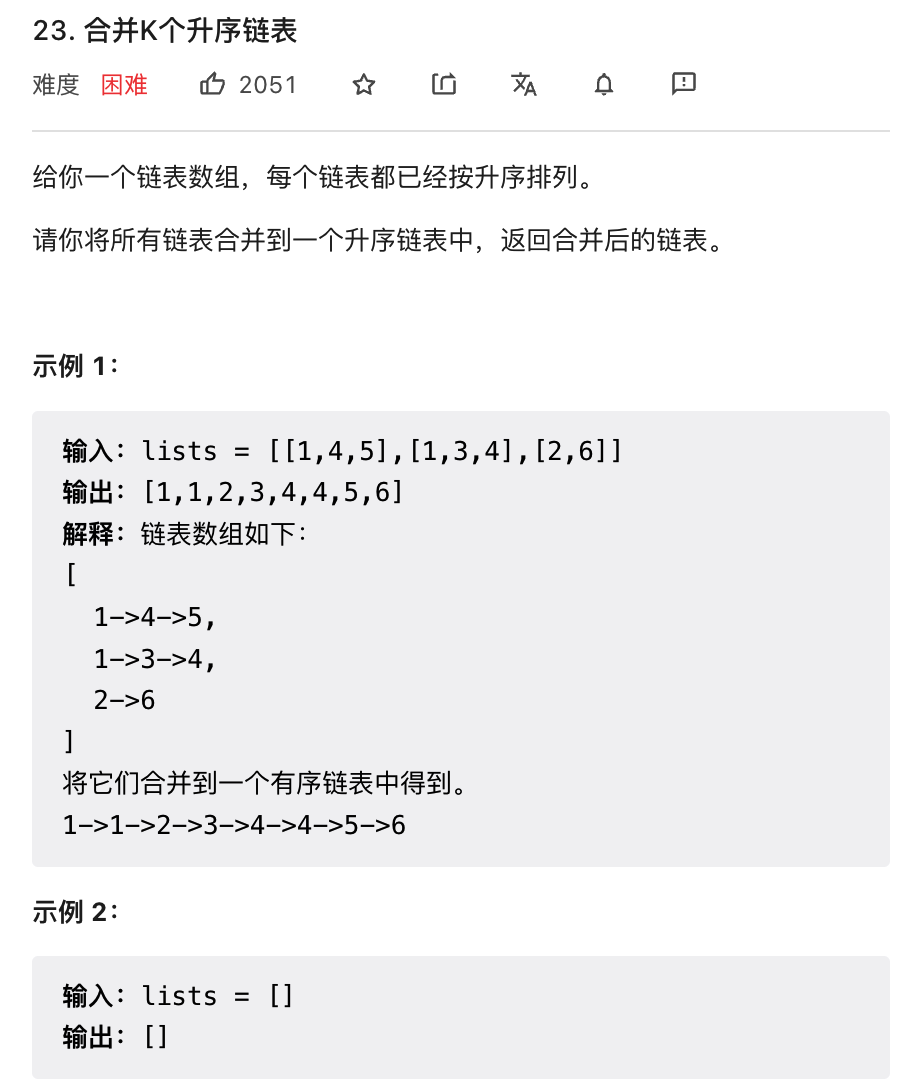 23. 合并K个升序链表
难度 困难 2051
给你一个链表数组，每个链表都已经按升序排列。
请你将所有链表合并到一个升序链表中，返回合并后的链表。
示例 1：
输入：lists = [[1,4,5],[1,3,4],[2,6]]
输出：[1,1,2,3,4,4,5,6]
解释：链表数组如下：
[
  1->4->5,
  1->3->4,
  2->6
]
将它们合并到一个有序链表中得到。
1->1->2->3->4->4->5->6
示例 2：
输入：lists = []
输出：[]